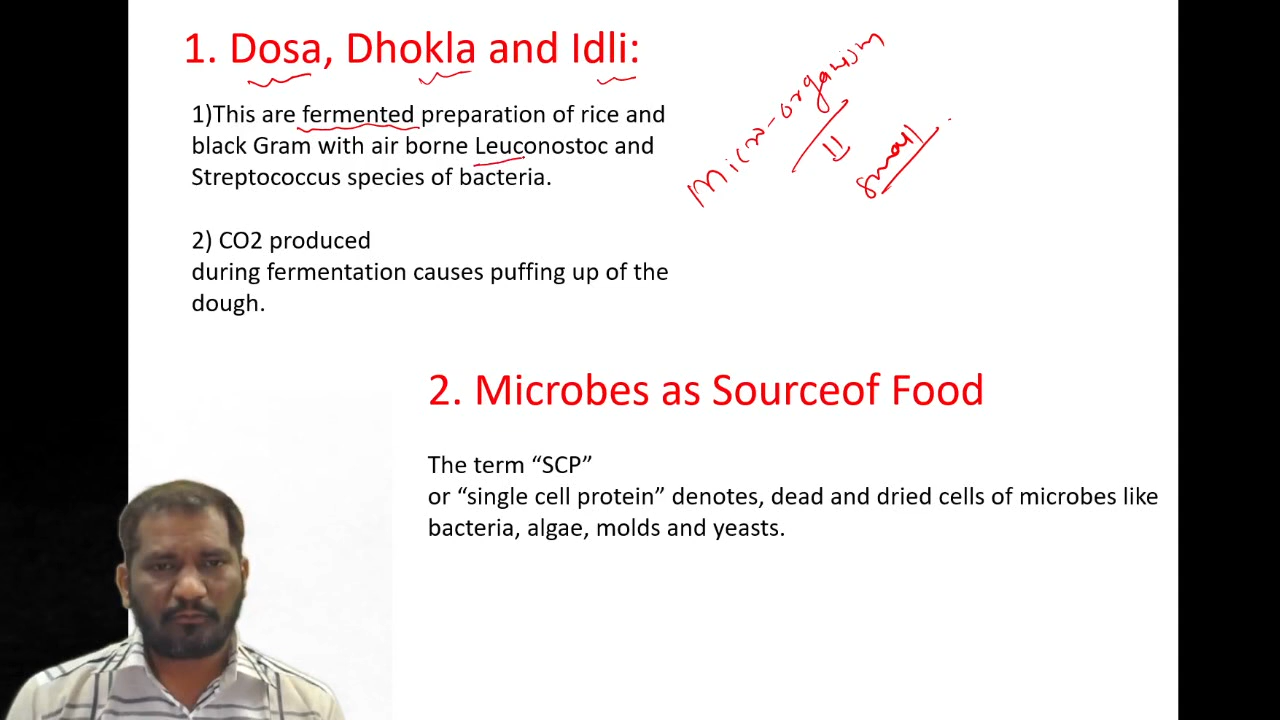 1. Dosa, Dhokla and Idli:
1)This are fermented preparation of rice and
black Gram with air borne Leuconostoc and
Streptococcus species of bacteria.
2) CO2 produced
during fermentation causes puffing up of the
dough.
Micro-organism
small
2. Microbes as Sourceof Food
The term “SCP”
or “single cell protein” denotes, dead and dried cells of microbes like
bacteria, algae, molds and yeasts.